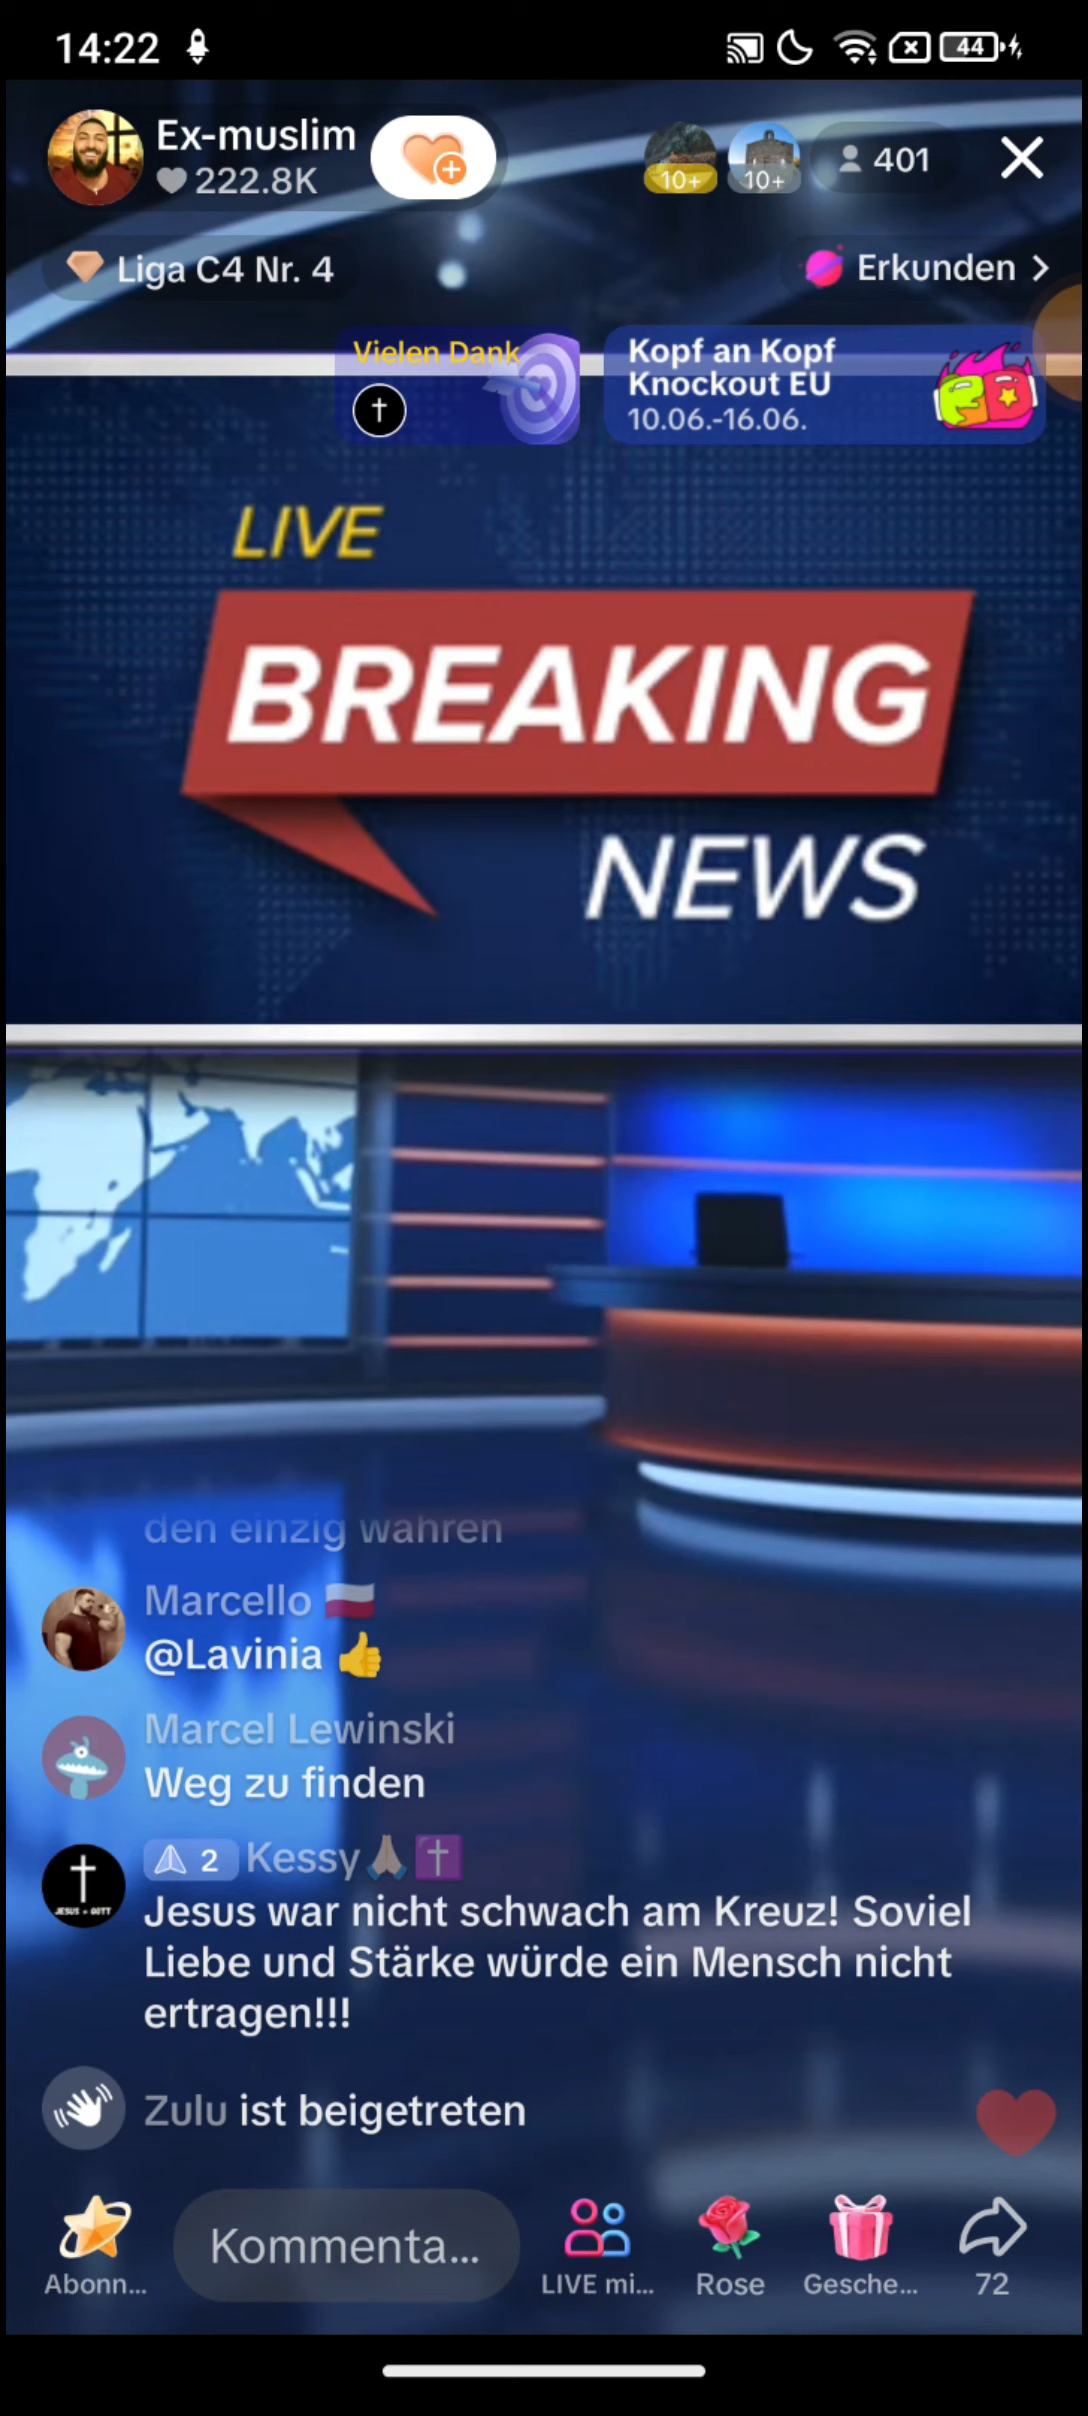 14:22
44
Ex-muslim
222.8K
10+
10+
401
Liga C4 Nr. 4
Erkunden
Vielen Dank
Kopf an Kopf
Knockout EU
10.06.-16.06.
LIVE
BREAKING
NEWS
den einzig wahren
Marcello 🇵🇱
@Lavinia 👍
Marcel Lewinski
Weg zu finden
2 Kessy🙏🏼✝️
JESUS = GOTT
Jesus war nicht schwach am Kreuz! Soviel
Liebe und Stärke würde ein Mensch nicht
ertragen!!!
Zulu ist beigetreten
Kommenta...
Abonn...
LIVE mi...
Rose
Gesche...
72